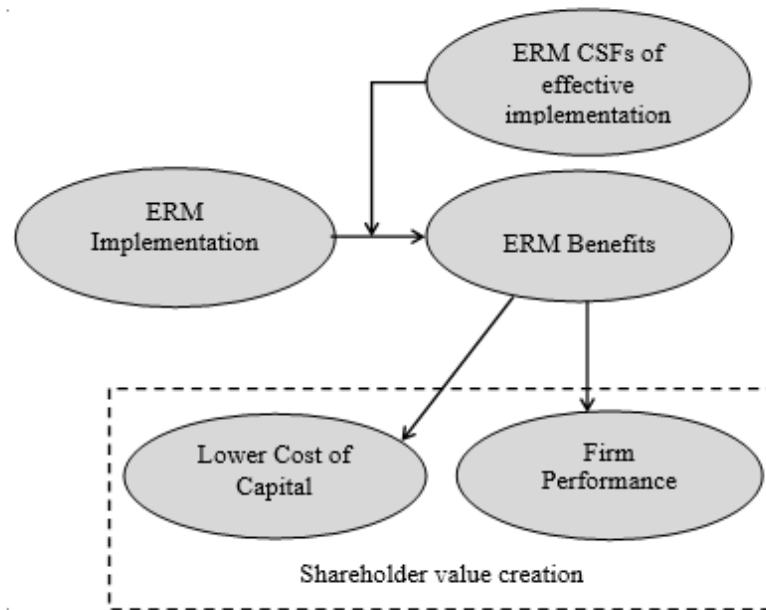 ERM CSFs of
effective
implementation
ERM
Implementation
ERM Benefits
Lower Cost of
Capital
Firm
Performance
Shareholder value creation